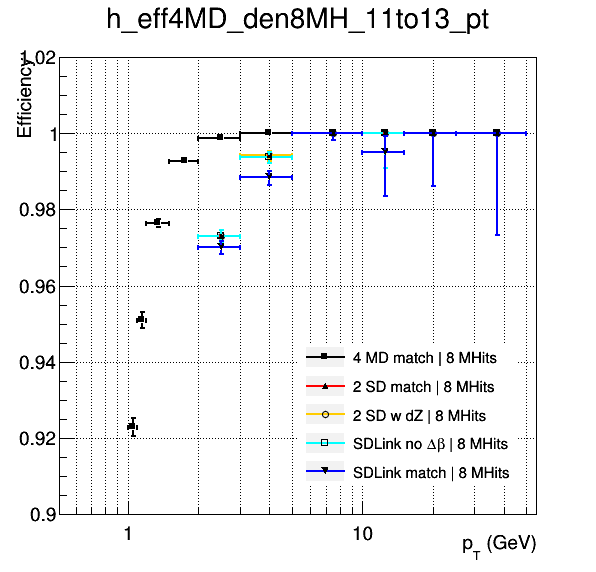 h_eff4MD_den8MH_11to13_pt
Efficiency
1.02
1
0.98
0.96
0.94
0.92
0.9
4 MD match | 8 MHits
2 SD match | 8 MHits
2 SD w dZ | 8 MHits
SDLink no Δβ | 8 MHits
SDLink match | 8 MHits
1
10
p_T (GeV)